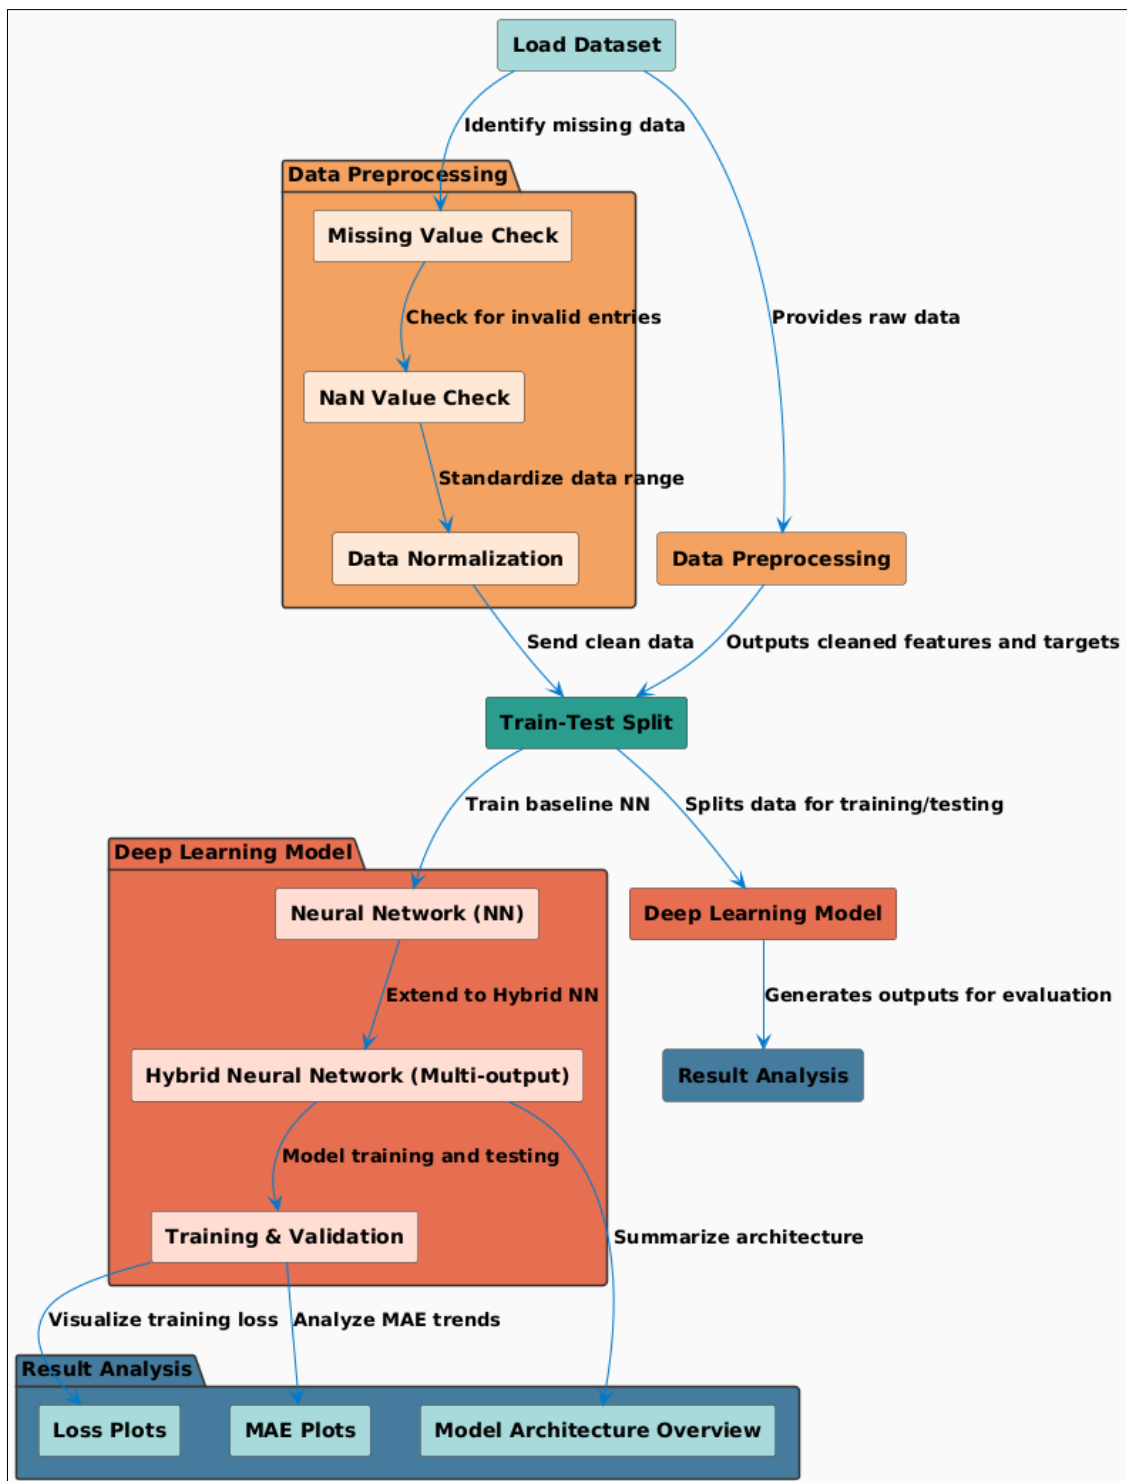 Load Dataset
Identify missing data
Data Preprocessing
Missing Value Check
Check for invalid entries
Provides raw data
NaN Value Check
Standardize data range
Data Normalization
Data Preprocessing
Send clean data
Outputs cleaned features and targets
Train-Test Split
Train baseline NN
Splits data for training/testing
Deep Learning Model
Neural Network (NN)
Deep Learning Model
Extend to Hybrid NN
Generates outputs for evaluation
Hybrid Neural Network (Multi-output)
Result Analysis
Model training and testing
Training & Validation
Summarize architecture
Visualize training loss
Analyze MAE trends
Result Analysis
Loss Plots
MAE Plots
Model Architecture Overview